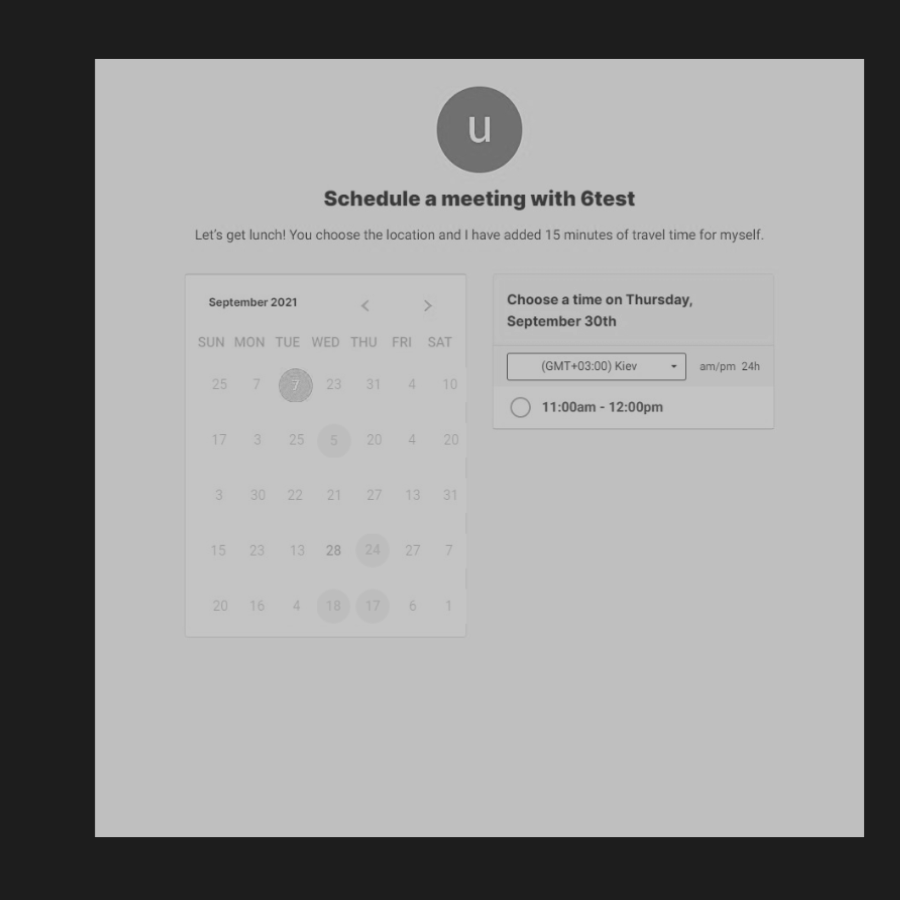 u
Schedule a meeting with 6test
Let's get lunch! You choose the location and I have added 15 minutes of travel time for myself.
September 2021
SUN MON TUE WED THU FRI SAT
25 7 7 23 31 4 10
17 3 25 5 20 4 20
3 30 22 21 27 13 31
15 23 13 28 24 27 7
20 16 4 18 17 6 1
Choose a time on Thursday,
September 30th
(GMT+03:00) Kiev am/pm 24h
11:00am - 12:00pm